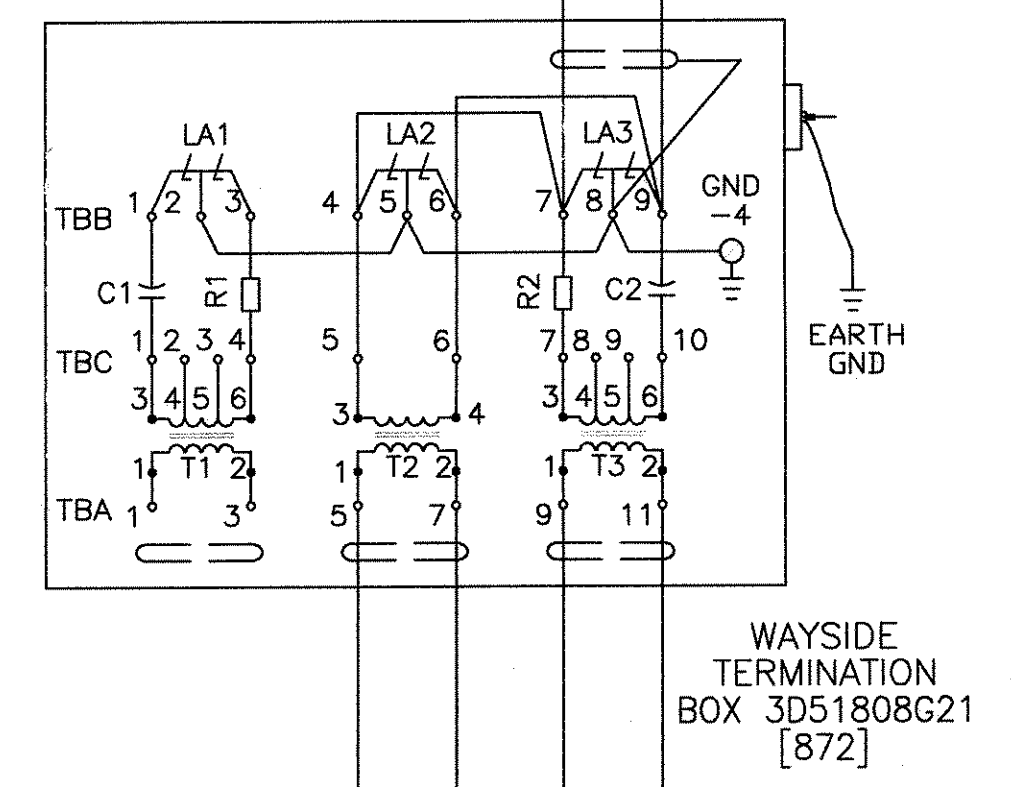 LA1 LA2 LA3
TBB 1 2 3 4 5 6 7 8 9 GND
-4
C1 R1 R2 C2
TBC 1 2 3 4 5 6 7 8 9 10
EARTH
GND
3 4 5 6 3 4 3 4 5 6
1 T1 2 1 T2 2 1 T3 2
TBA 1 3 5 7 9 11
WAYSIDE
TERMINATION
BOX 3D51808G21
[872]